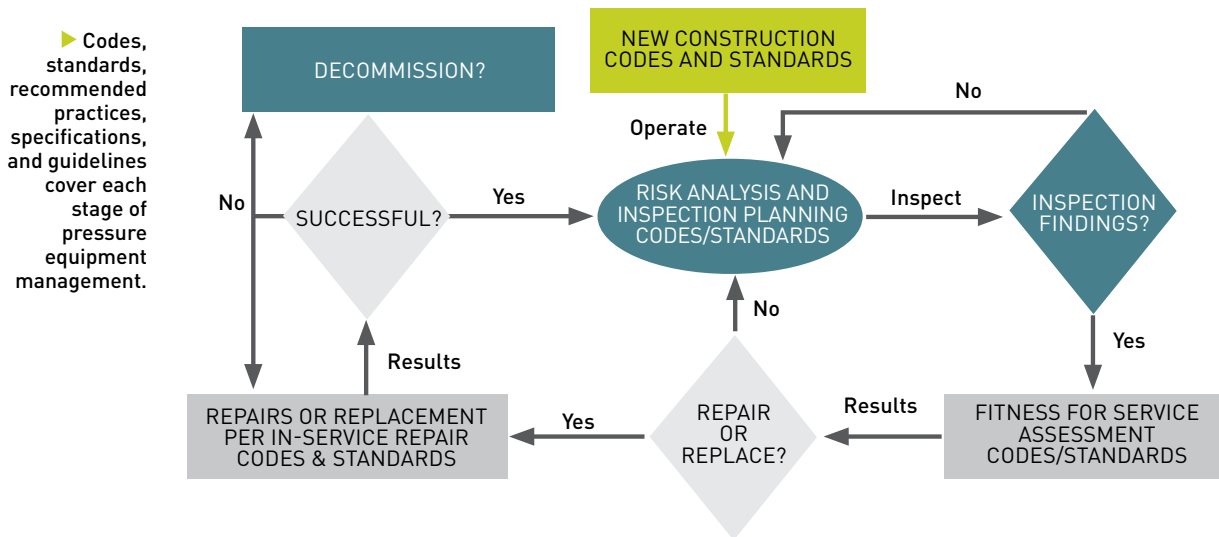 ▶ Codes,
standards,
recommended
practices,
specifications,
and guidelines
cover each
stage of
pressure
equipment
management.
DECOMMISSION?
NEW CONSTRUCTION
CODES AND STANDARDS
Operate
No
No
SUCCESSFUL?
Yes
RISK ANALYSIS AND
INSPECTION PLANNING
CODES/STANDARDS
Inspect
INSPECTION
FINDINGS?
No
Yes
Results
REPAIRS OR REPLACEMENT
PER IN-SERVICE REPAIR
CODES & STANDARDS
Yes
REPAIR
OR
REPLACE?
Results
FITNESS FOR SERVICE
ASSESSMENT
CODES/STANDARDS